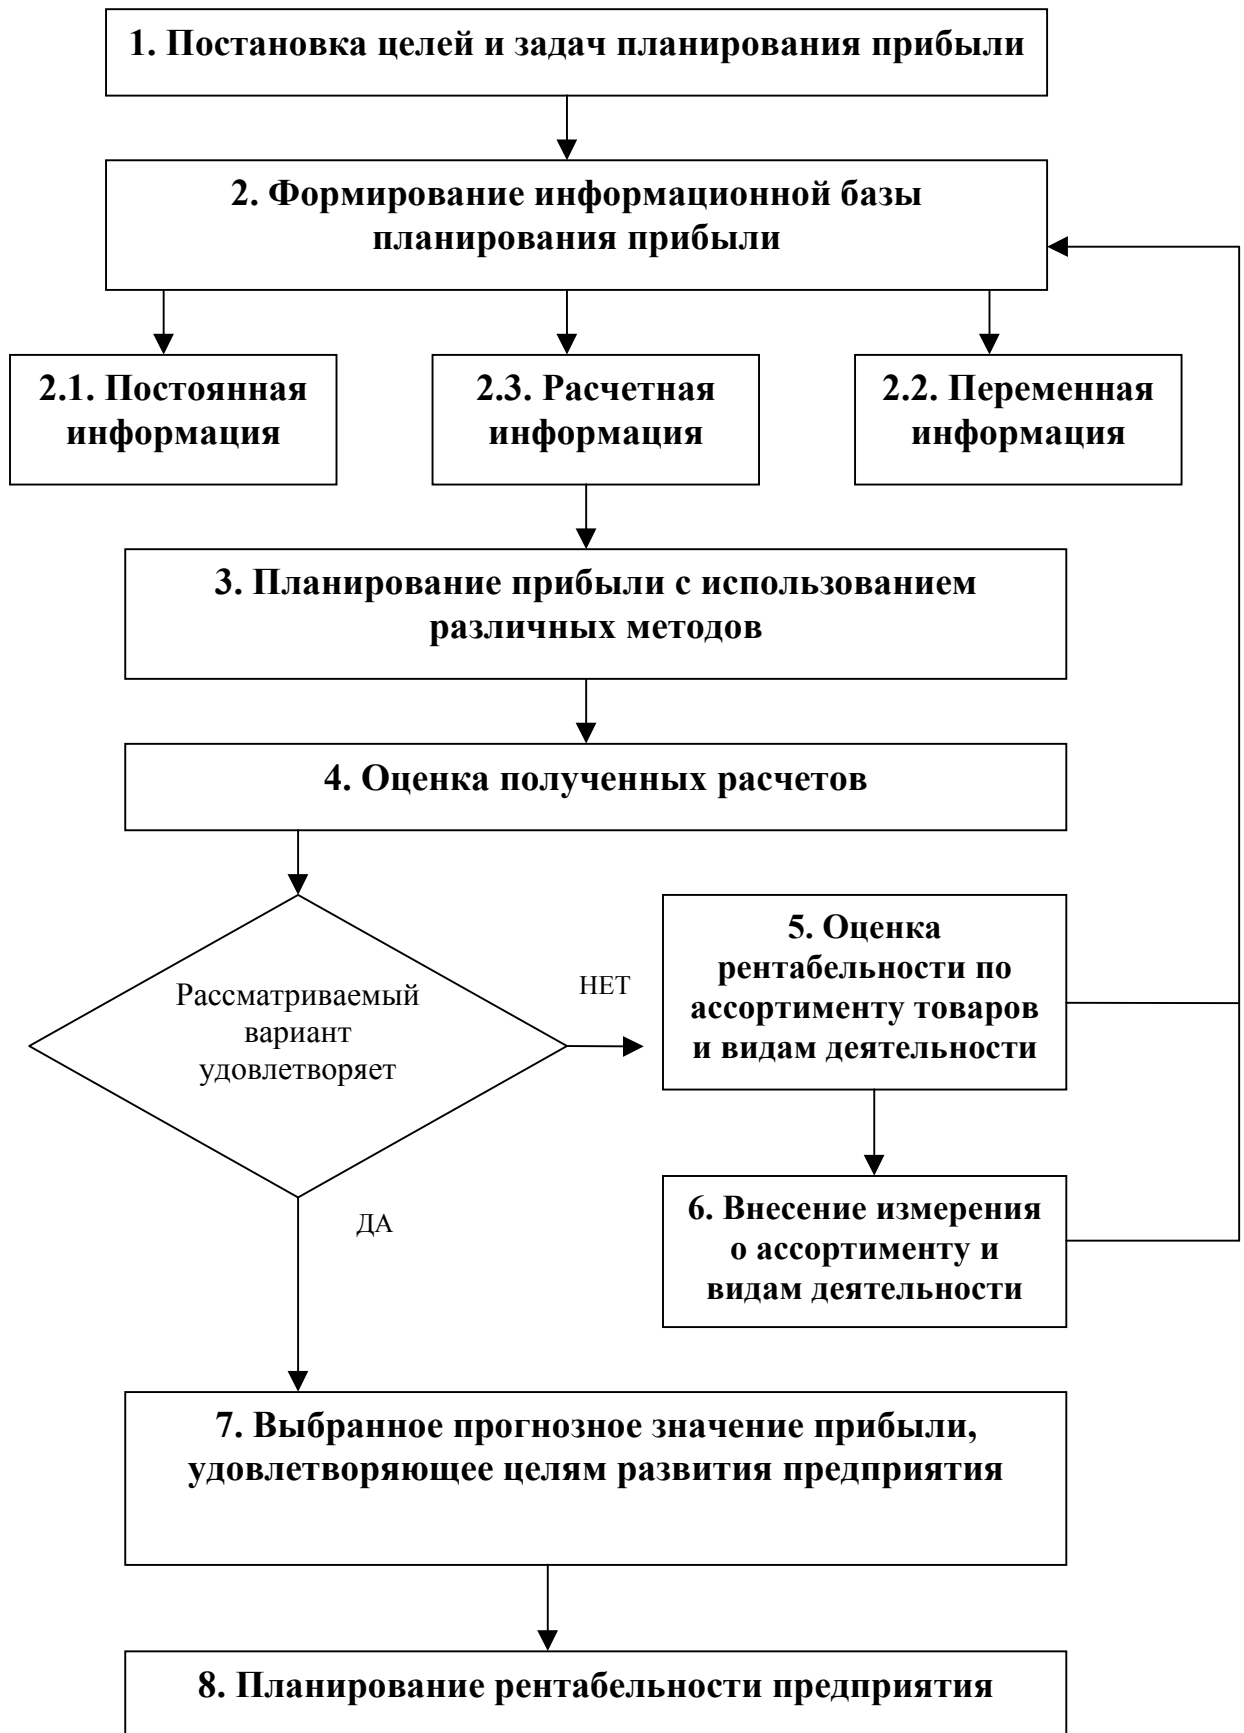 1. Постановка целей и задач планирования прибыли
2. Формирование информационной базы
планирования прибыли
2.1. Постоянная
информация
2.3. Расчетная
информация
2.2. Переменная
информация
3. Планирование прибыли с использованием
различных методов
4. Оценка полученных расчетов
Рассматриваемый
вариант
удовлетворяет
НЕТ
5. Оценка
рентабельности по
ассортименту товаров
и видам деятельности
ДА
6. Внесение измерения
о ассортименту и
видам деятельности
7. Выбранное прогнозное значение прибыли,
удовлетворяющее целям развития предприятия
8. Планирование рентабельности предприятия